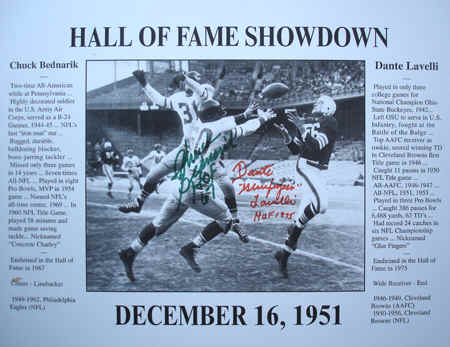 HALL OF FAME SHOWDOWN
Chuck Bednarik
Two-time All-American
while at Pennsylvania ...
Highly decorated soldier
in the U.S. Army Air
Corps, served as a B-24
Gunner, 1944-45 ... NFL's
last "iron man" star ...
Rugged, durable,
bulldozing blocker,
bone-jarring tackler ...
Missed only three games
in 14 years ... Seven times
All-NFL ... Played in eight
Pro Bowls, MVP in 1954
game ... Named NFL's
all-time center, 1969 ... In
1960 NFL Title Game,
played 58 minutes and
made game saving
tackle... Nicknamed
"Concrete Charley"
Enshrined in the Hall of
Fame in 1967
Center - Linebacker
1949-1962, Philadelphia
Eagles (NFL)
31
Chuck
Bednarik
Dante
"Gluefingers"
Lavelli
HOF 1975
Dante Lavelli
Played in only three
college games for
National Champion Ohio
State Buckeyes, 1942...
Left OSU to serve in U.S.
Infantry, fought at the
Battle of the Bulge ...
Top AAFC receiver as
rookie, scored winning TD
in Cleveland Browns first
Title game in 1946 ...
Caught 11 passes in 1950
NFL Title game ...
All-AAFC, 1946-1947 ...
All-NFL, 1951, 1953 ...
Played in three Pro Bowls
... Caught 386 passes for
6,488 yards, 62 TD's ...
Had record 24 catches in
six NFL Championship
games ... Nicknamed
"Glue Fingers"
Enshrined in the Hall of
Fame in 1975
Wide Receiver - End
1946-1949, Cleveland
Browns (AAFC)
1950-1956, Cleveland
Browns (NFL)
DECEMBER 16, 1951